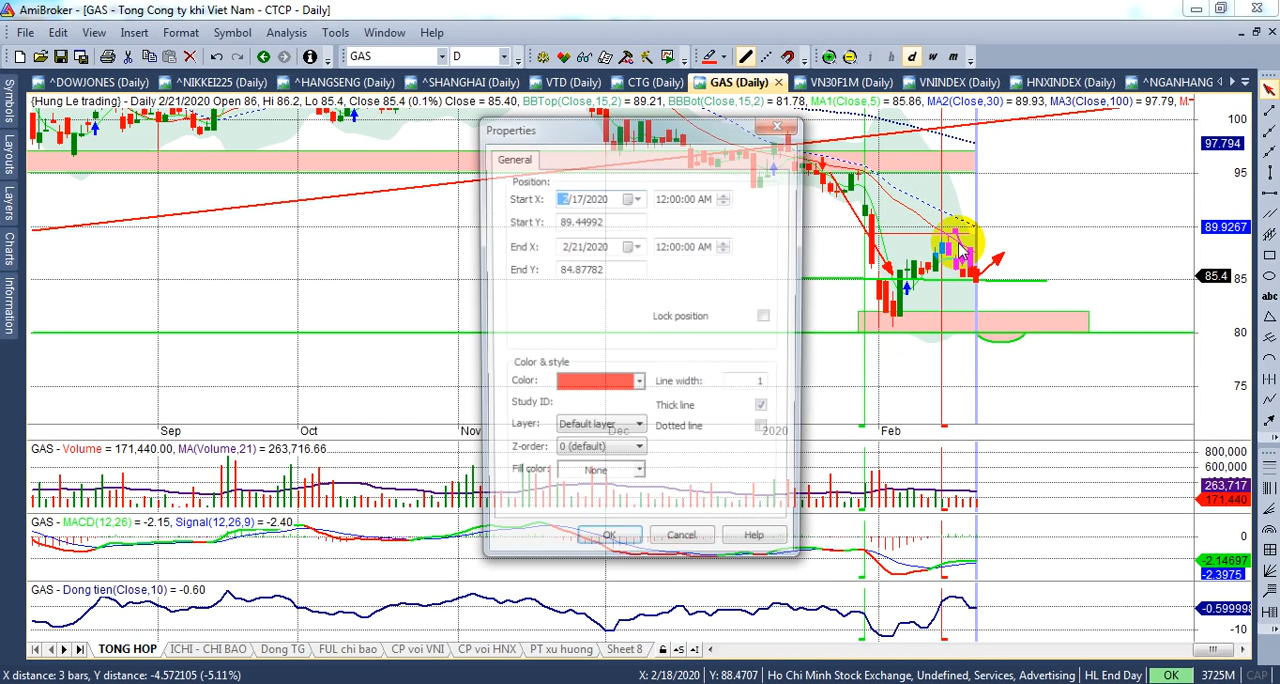 AmiBroker - [GAS - Tong Cong ty khi Viet Nam - CTCP - Daily]
File Edit View Insert Format Symbol Analysis Tools Window Help
GAS D i h d w m
^DOWJONES (Daily) ^NIKKEI225 (Daily) ^HANGSENG (Daily) ^SHANGHAI (Daily) VTD (Daily) CTG (Daily) GAS (Daily) VN30F1M (Daily) VNINDEX (Daily) HNXINDEX (Daily) ^NGANHANG
{Hung Le trading} - Daily 2/21/2020 Open 86, Hi 86.2, Lo 85.4, Close 85.4 (0.1%) Close = 85.40, BBTop(Close,15,2) = 89.21, BBBot(Close,15,2) = 81.78, MA1(Close,5) = 85.86, MA2(Close,30) = 89.93, MA3(Close,100) = 97.79,
Symbols
Layouts
Layers
Charts
Information
100
97.794
95
89.9267
85.4
85
80
75
Properties
General
Position:
Start X: 2/17/2020 12:00:00 AM
Start Y: 89.44992
End X: 2/21/2020 12:00:00 AM
End Y: 84.87782
Lock position
Color & style
Color: Line width: 1
Study ID: Thick line
Layer: Default layer Dotted line
Z-order: 0 (default)
Fill color: None
OK Cancel Help
Sep Oct Nov Dec 2020 Feb
GAS - Volume = 171,440.00, MA(Volume,21) = 263,716.66
800,000
600,000
263,717
171,440
GAS - MACD(12,26) = -2.15, Signal(12,26,9) = -2.40
0
-2.14697
-2.3975
GAS - Dong tien(Close,10) = -0.60
-0.599998
-10
TONG HOP ICHI - CHI BAO Dong TG FUL chi bao CP voi VNI CP voi HNX PT xu huong Sheet 8
X distance: 3 bars, Y distance: -4.572105 (-5.11%) X: 2/18/2020 Y: 88.4707 Ho Chi Minh Stock Exchange, Undefined, Services, Advertising HL End Day OK 3725M CAP
abc